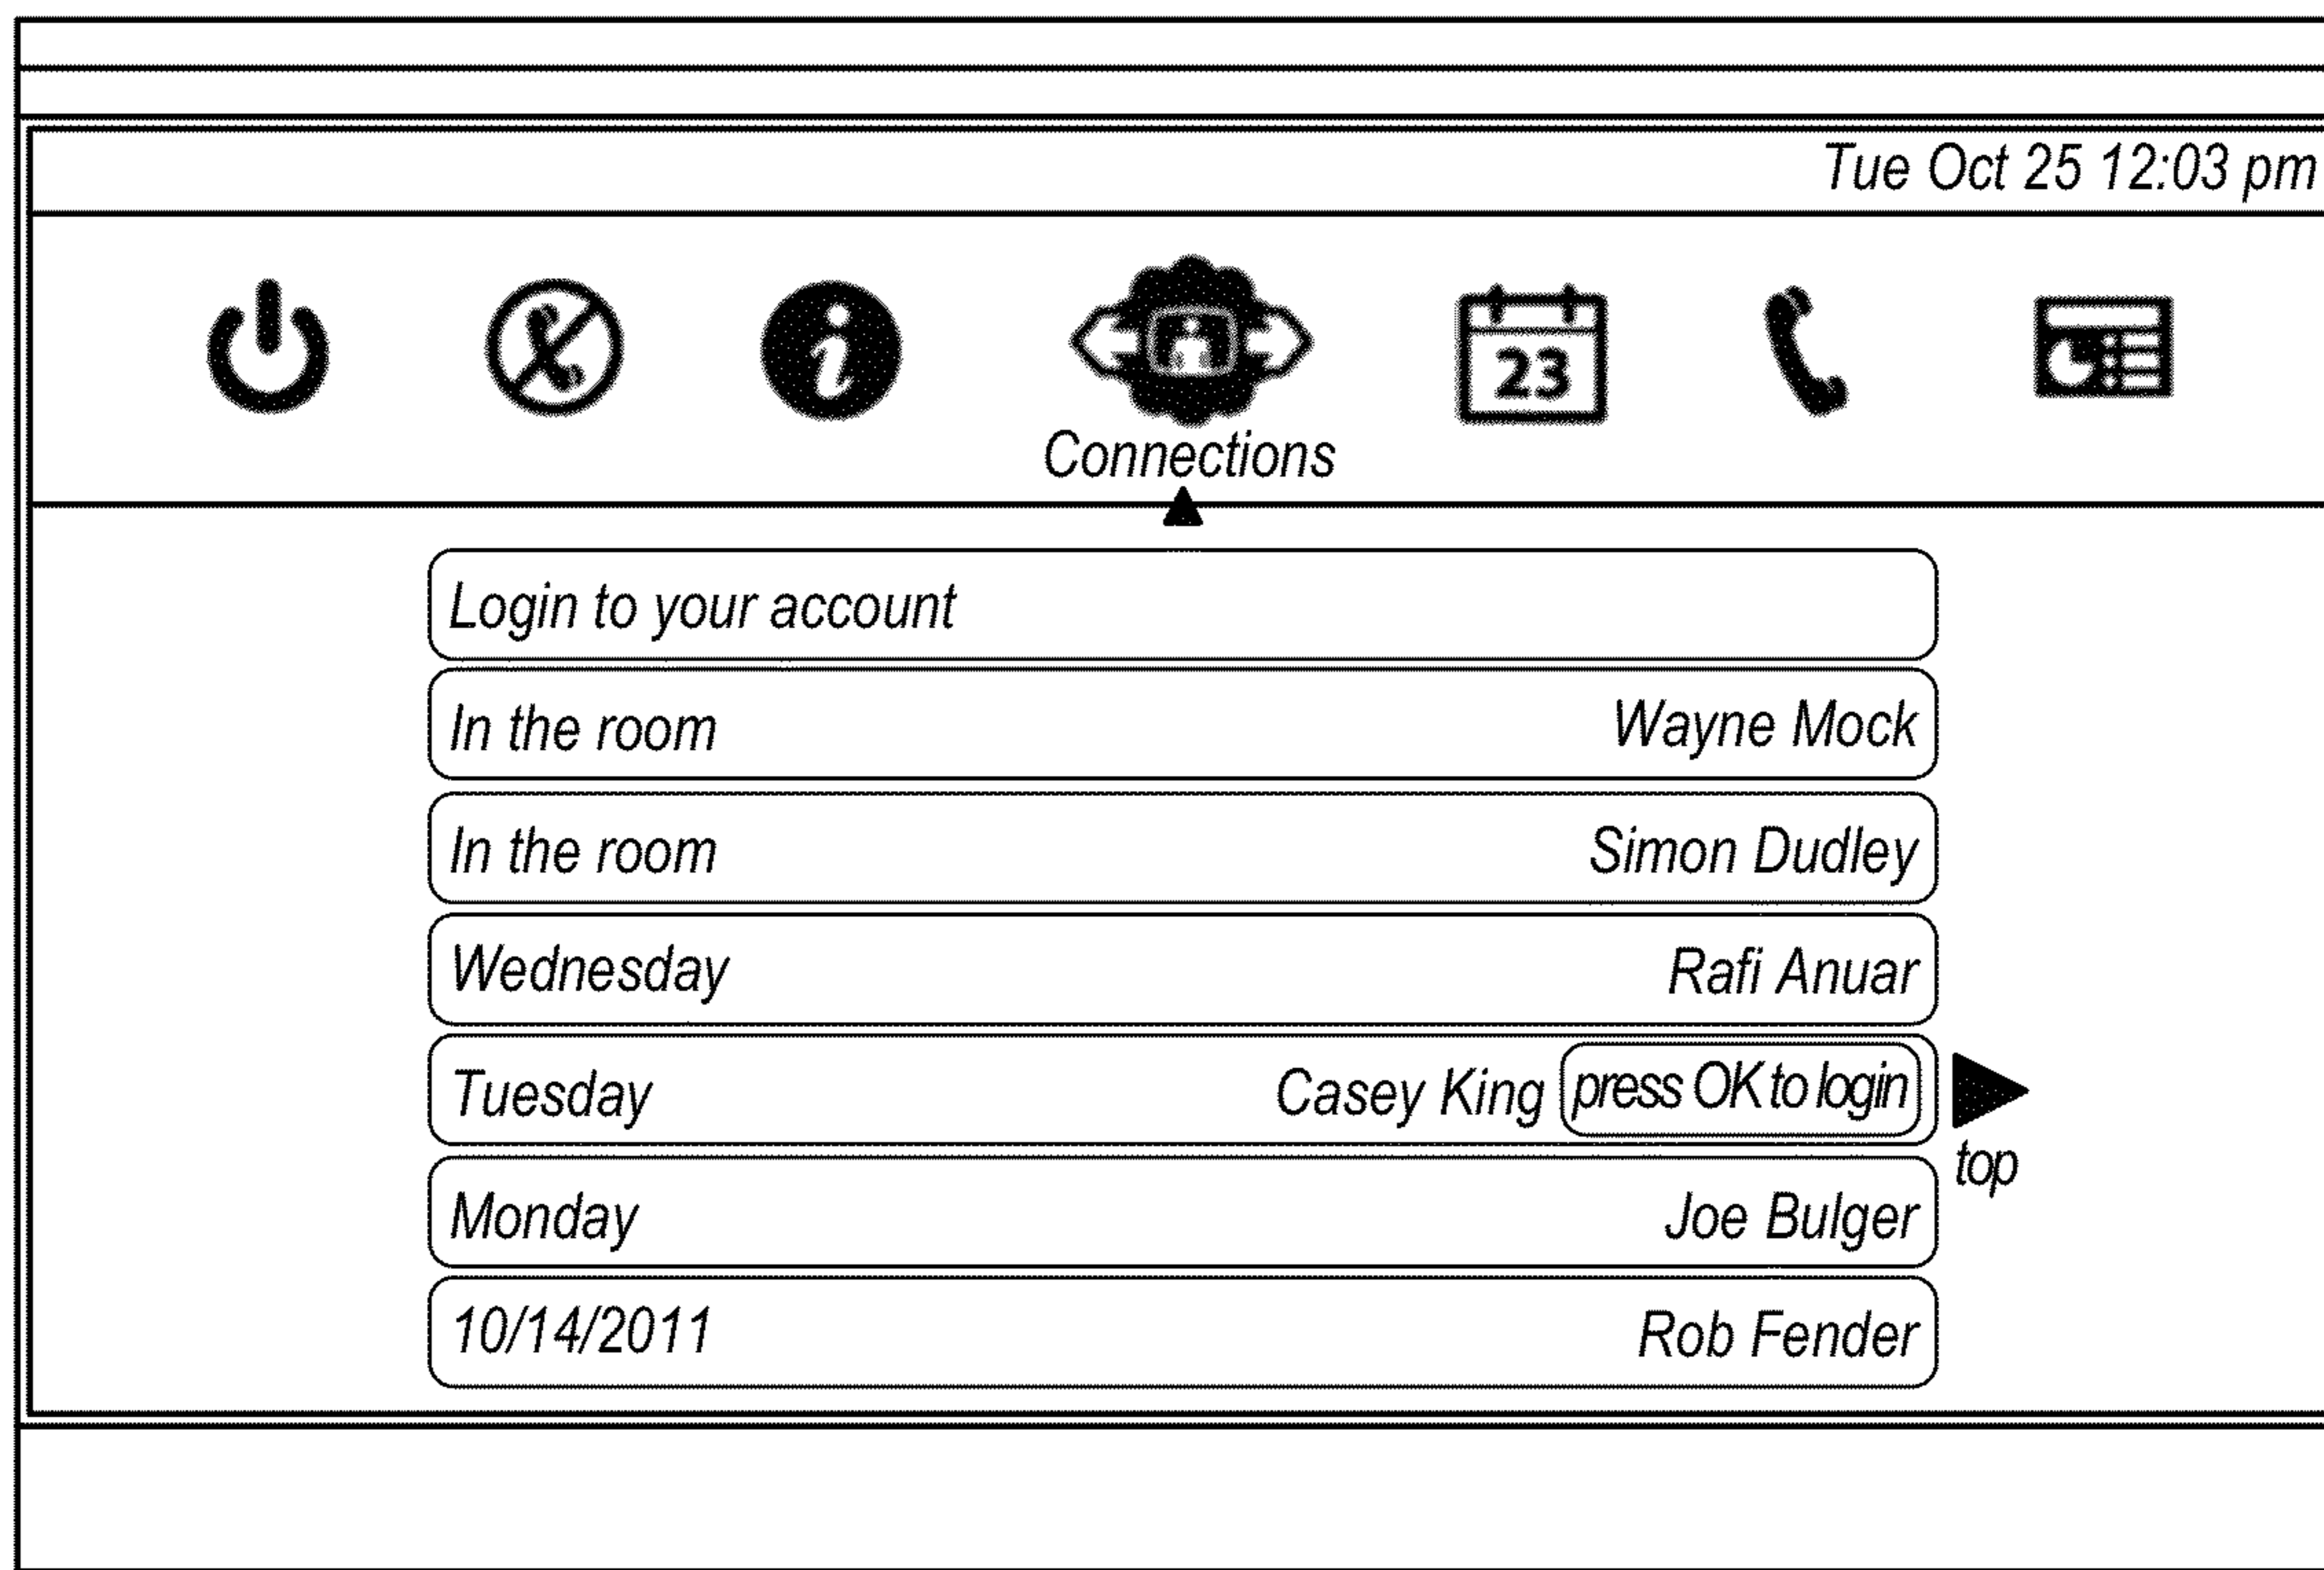 Tue Oct 25 12:03 pm
23
Connections
Login to your account
In the room Wayne Mock
In the room Simon Dudley
Wednesday Rafi Anuar
Tuesday Casey King press OK to login
top
Monday Joe Bulger
10/14/2011 Rob Fender